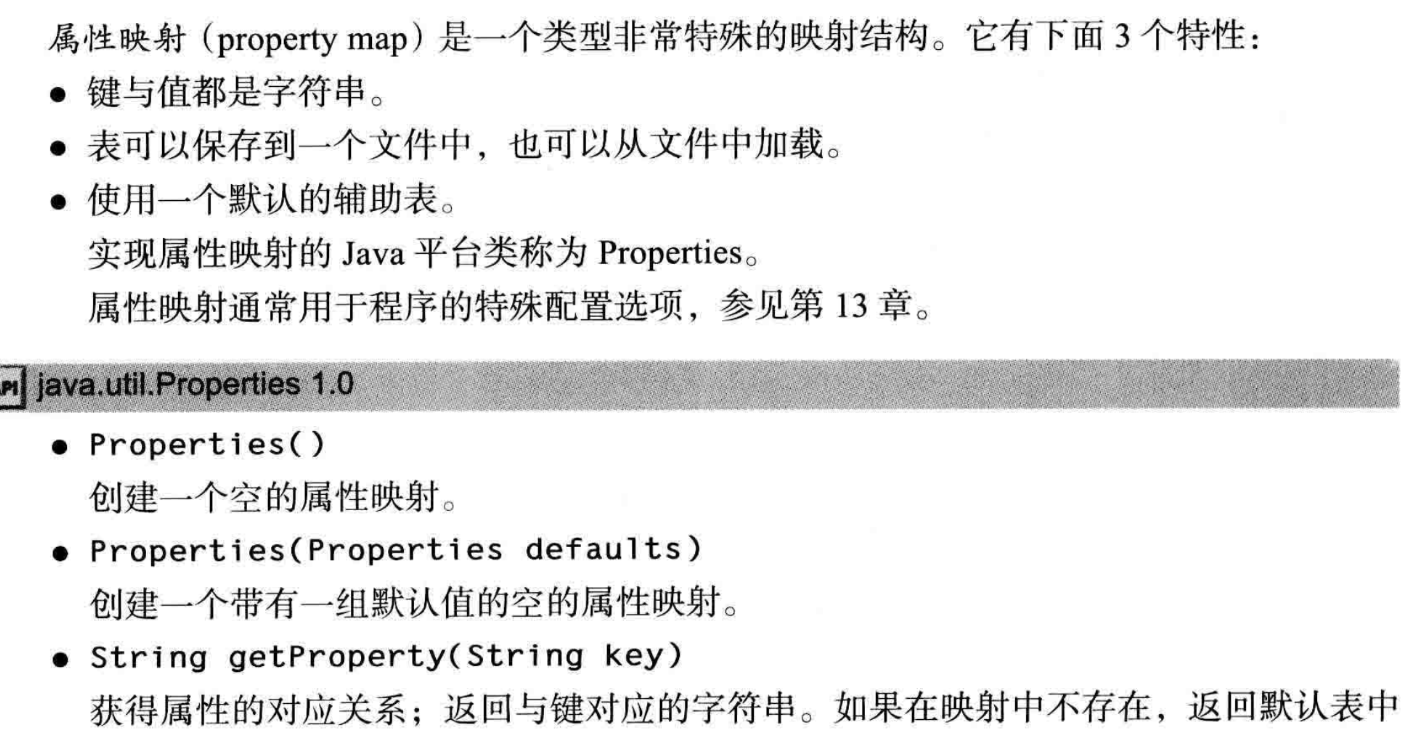 属性映射（property map）是一个类型非常特殊的映射结构。它有下面 3 个特性：
● 键与值都是字符串。
● 表可以保存到一个文件中，也可以从文件中加载。
● 使用一个默认的辅助表。
实现属性映射的 Java 平台类称为 Properties。
属性映射通常用于程序的特殊配置选项，参见第 13 章。
API java.util.Properties 1.0
● Properties()
创建一个空的属性映射。
● Properties(Properties defaults)
创建一个带有一组默认值的空的属性映射。
● String getProperty(String key)
获得属性的对应关系；返回与键对应的字符串。如果在映射中不存在，返回默认表中